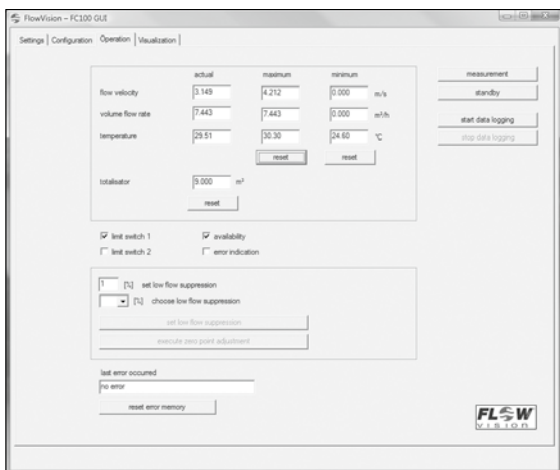 FlowVision – FC100 GUI
Settings Configuration Operation Visualization
actual maximum minimum
flow velocity 3.149 4.212 0.000 m/s
volume flow rate 7.443 7.443 0.000 m³/h
temperature 29.51 30.30 24.60 °C
reset reset
totalisator 9.000 m³
reset
measurement
standby
start data logging
stop data logging
limit switch 1 availability
limit switch 2 error indication
1 [%] set low flow suppression
[%] choose low flow suppression
set low flow suppression
execute zero point adjustment
last error occurred
no error
reset error memory
FLOW
VISION